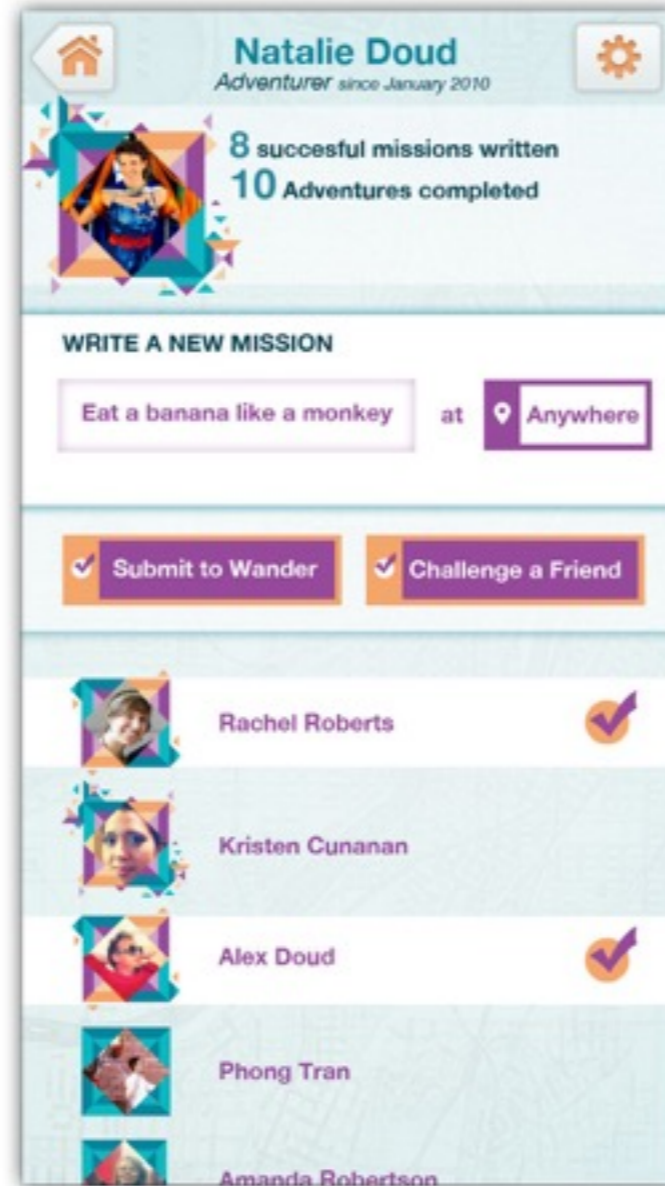 Natalie Doud
Adventurer since January 2010
8 succesful missions written
10 Adventures completed
WRITE A NEW MISSION
Eat a banana like a monkey at Anywhere
Submit to Wander Challenge a Friend
Rachel Roberts
Kristen Cunanan
Alex Doud
Phong Tran
Amanda Robertson